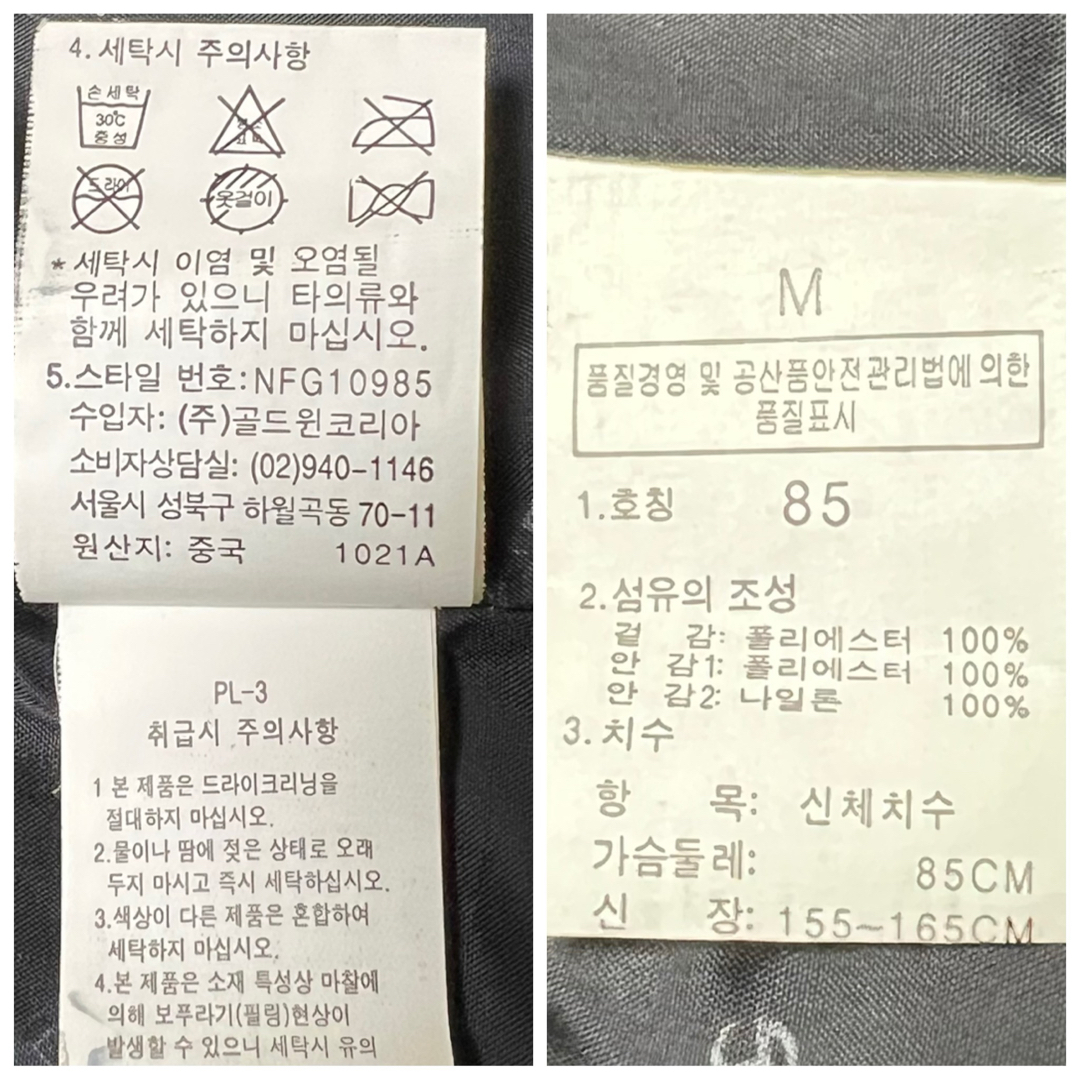 4. 세탁시 주의사항
손세탁
30℃
중성
드라이
옷걸이
* 세탁시 이염 및 오염될
우려가 있으니 타의류와
함께 세탁하지 마십시오.
5.스타일 번호:NFG10985
수입자: (주)골드윈코리아
소비자상담실: (02)940-1146
서울시 성북구 하월곡동 70-11
원산지: 중국 1021A
PL-3
취급시 주의사항
1 본 제품은 드라이크리닝을
절대하지 마십시오.
2.물이나 땀에 젖은 상태로 오래
두지 마시고 즉시 세탁하십시오.
3.색상이 다른 제품은 혼합하여
세탁하지 마십시오.
4.본 제품은 소재 특성상 마찰에
의해 보푸라기(필링)현상이
발생할 수 있으니 세탁시 유의
M
품질경영 및 공산품안전관리법에 의한
품질표시
1.호칭 85
2.섬유의 조성
겉 감: 폴리에스터 100%
안 감1: 폴리에스터 100%
안 감2: 나일론 100%
3.치수
항 목: 신체치수
가슴둘레: 85CM
신 장: 155~165CM